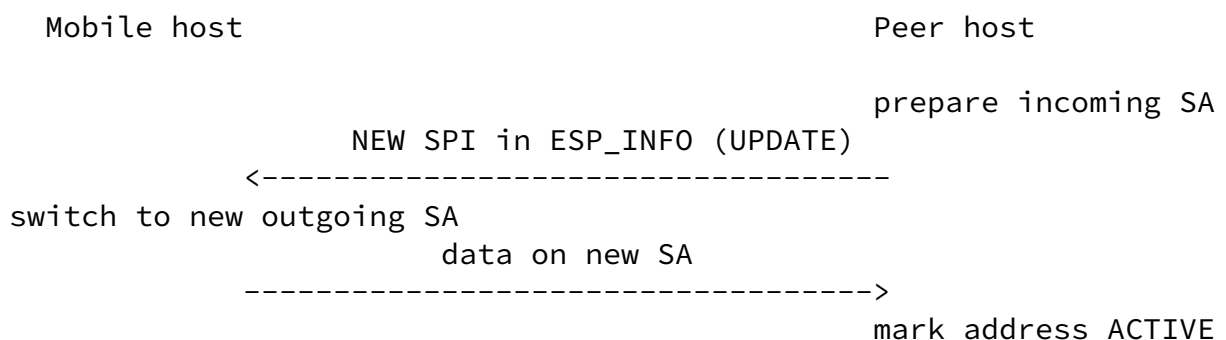 Mobile host Peer host
prepare incoming SA
NEW SPI in ESP_INFO (UPDATE)
<-----------------------------------
switch to new outgoing SA
data on new SA
----------------------------------->
mark address ACTIVE